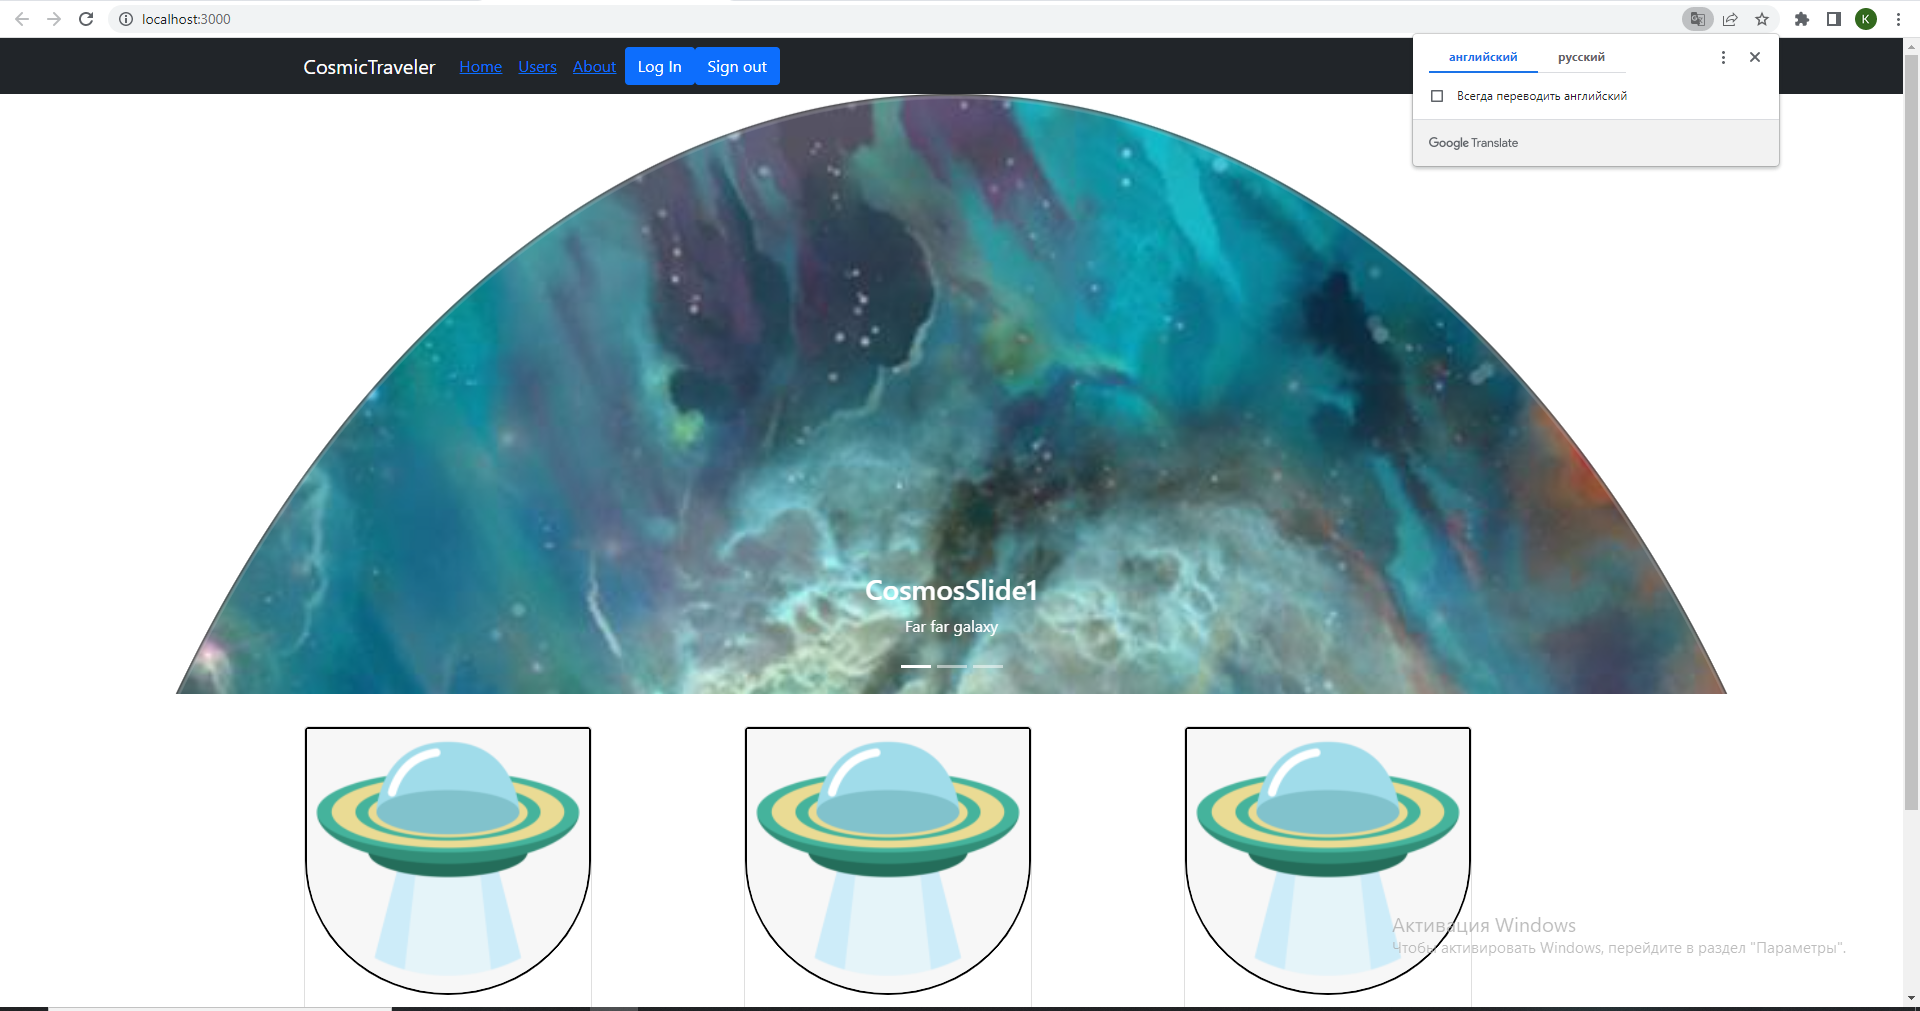 localhost:3000
K
CosmicTraveler Home Users About Log In Sign out
английский русский
Всегда переводить английский
Google Translate
CosmosSlide1
Far far galaxy
Активация Windows
Чтобы активировать Windows, перейдите в раздел "Параметры".